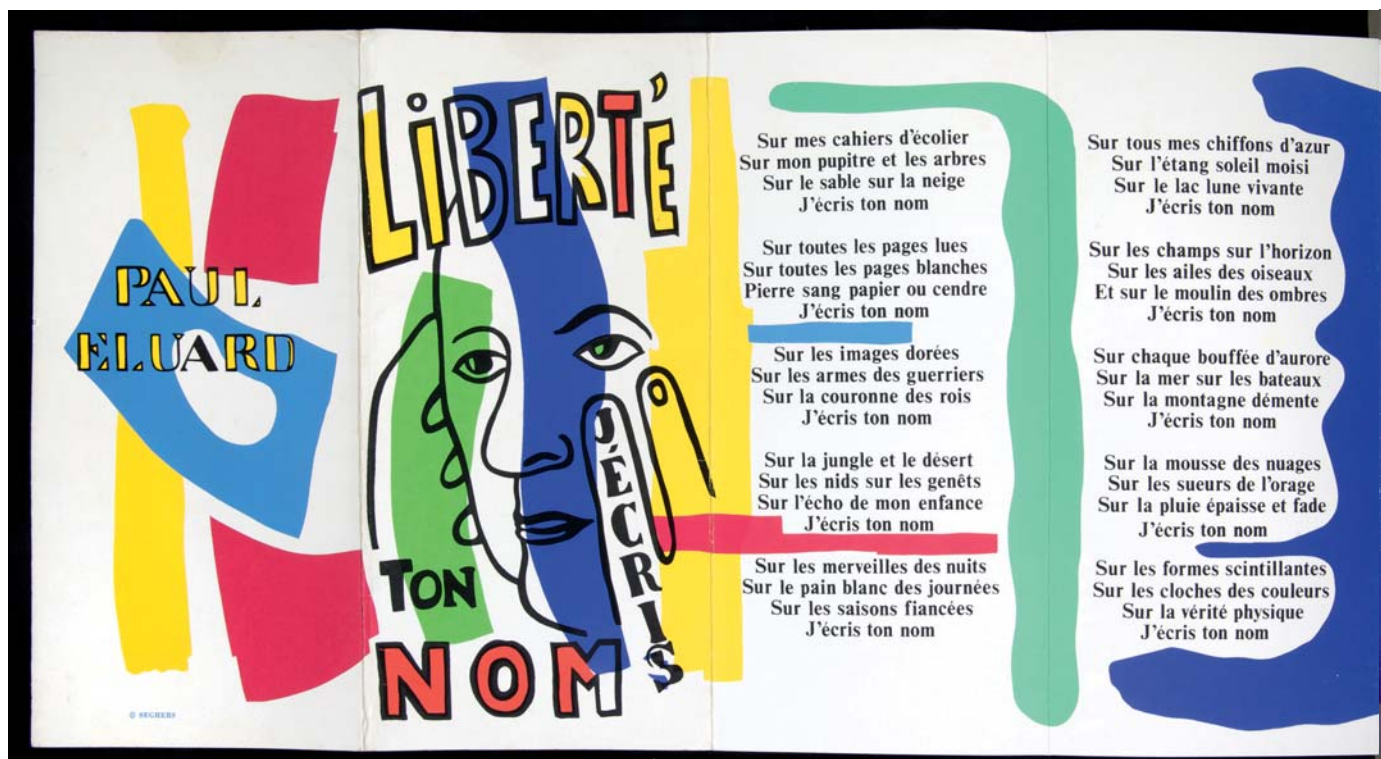 PAUL
ELUARD
© SEGHERS
LIBERTÉ
J'ÉCRIS
TON
NOM
Sur mes cahiers d'écolier
Sur mon pupitre et les arbres
Sur le sable sur la neige
J'écris ton nom
Sur toutes les pages lues
Sur toutes les pages blanches
Pierre sang papier ou cendre
J'écris ton nom
Sur les images dorées
Sur les armes des guerriers
Sur la couronne des rois
J'écris ton nom
Sur la jungle et le désert
Sur les nids sur les genêts
Sur l'écho de mon enfance
J'écris ton nom
Sur les merveilles des nuits
Sur le pain blanc des journées
Sur les saisons fiancées
J'écris ton nom
Sur tous mes chiffons d'azur
Sur l'étang soleil moisi
Sur le lac lune vivante
J'écris ton nom
Sur les champs sur l'horizon
Sur les ailes des oiseaux
Et sur le moulin des ombres
J'écris ton nom
Sur chaque bouffée d'aurore
Sur la mer sur les bateaux
Sur la montagne démente
J'écris ton nom
Sur la mousse des nuages
Sur les sueurs de l'orage
Sur la pluie épaisse et fade
J'écris ton nom
Sur les formes scintillantes
Sur les cloches des couleurs
Sur la vérité physique
J'écris ton nom